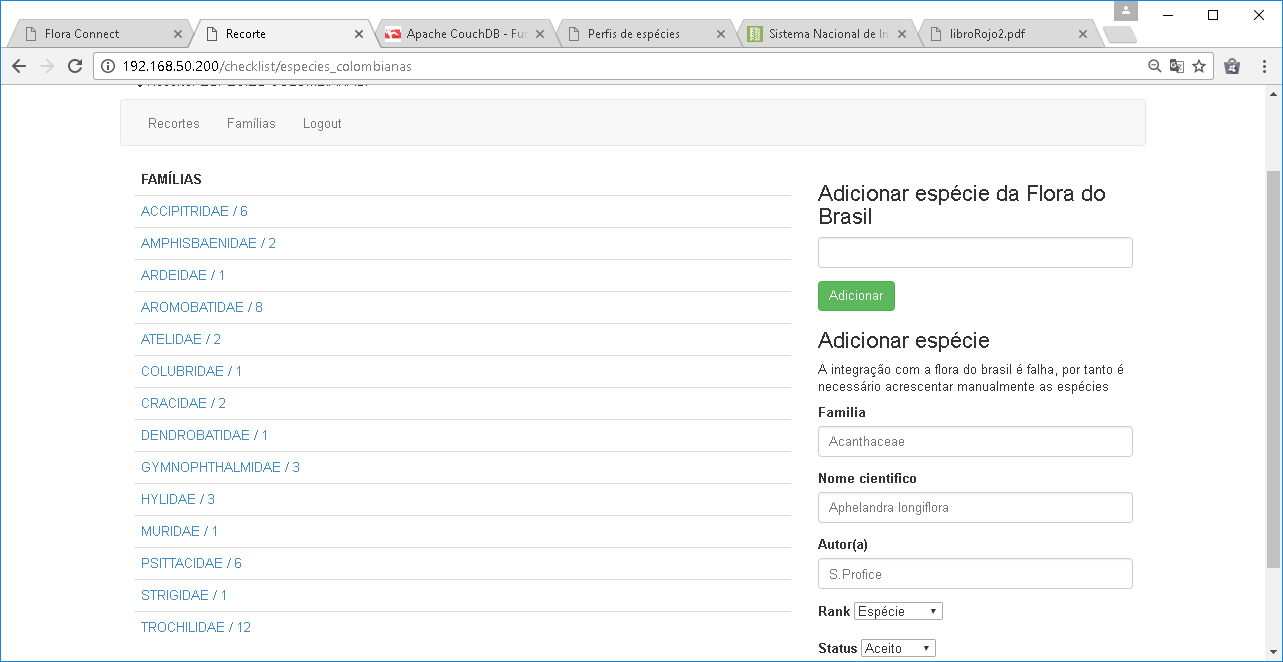 Flora Connect
Recorte
Apache CouchDB - Fut
Perfis de espécies
Sistema Nacional de In
libroRojo2.pdf
192.168.50.200/checklist/especies_colombianas
Recortes Famílias Logout
FAMÍLIAS
ACCIPITRIDAE / 6
AMPHISBAENIDAE / 2
ARDEIDAE / 1
AROMOBATIDAE / 8
ATELIDAE / 2
COLUBRIDAE / 1
CRACIDAE / 2
DENDROBATIDAE / 1
GYMNOPHTHALMIDAE / 3
HYLIDAE / 3
MURIDAE / 1
PSITTACIDAE / 6
STRIGIDAE / 1
TROCHILIDAE / 12
Adicionar espécie da Flora do
Brasil
Adicionar
Adicionar espécie
A integração com a flora do brasil é falha, por tanto é
necessário acrescentar manualmente as espécies
Familia
Acanthaceae
Nome cientifico
Aphelandra longiflora
Autor(a)
S.Profice
Rank Espécie
Status Aceito